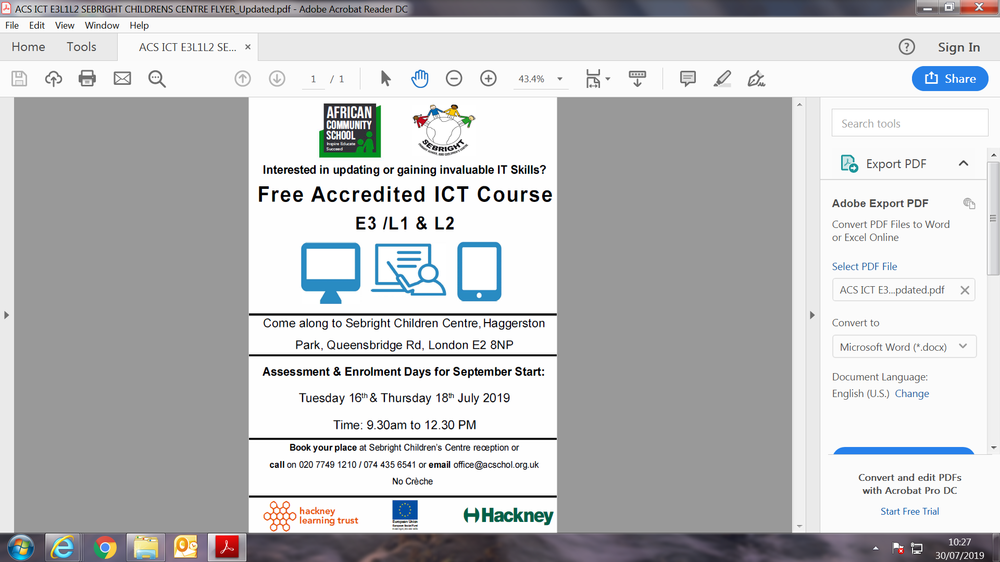 ACS ICT E3L1L2 SEBRIGHT CHILDRENS CENTRE FLYER_Updated.pdf - Adobe Acrobat Reader DC
File Edit View Window Help
Home Tools ACS ICT E3L1L2 SE... Sign In
1 / 1 43.4% Share
AFRICAN
COMMUNITY
SCHOOL
Inspire Educate
Succeed
SEBRIGHT
PRIMARY SCHOOL AND CHILDREN'S CENTRE
Interested in updating or gaining invaluable IT Skills?
Free Accredited ICT Course
E3 /L1 & L2
Come along to Sebright Children Centre, Haggerston
Park, Queensbridge Rd, London E2 8NP
Assessment & Enrolment Days for September Start:
Tuesday 16th & Thursday 18th July 2019
Time: 9.30am to 12.30 PM
Book your place at Sebright Children's Centre reception or
call on 020 7749 1210 / 074 435 6541 or email office@acschol.org.uk
No Crèche
hackney
learning trust
European Union
European Social Fund
Investing in jobs and skills
Hackney
Search tools
Export PDF
Adobe Export PDF
Convert PDF Files to Word
or Excel Online
Select PDF File
ACS ICT E3...pdated.pdf
Convert to
Microsoft Word (*.docx)
Document Language:
English (U.S.) Change
Convert and edit PDFs
with Acrobat Pro DC
Start Free Trial
10:27
30/07/2019